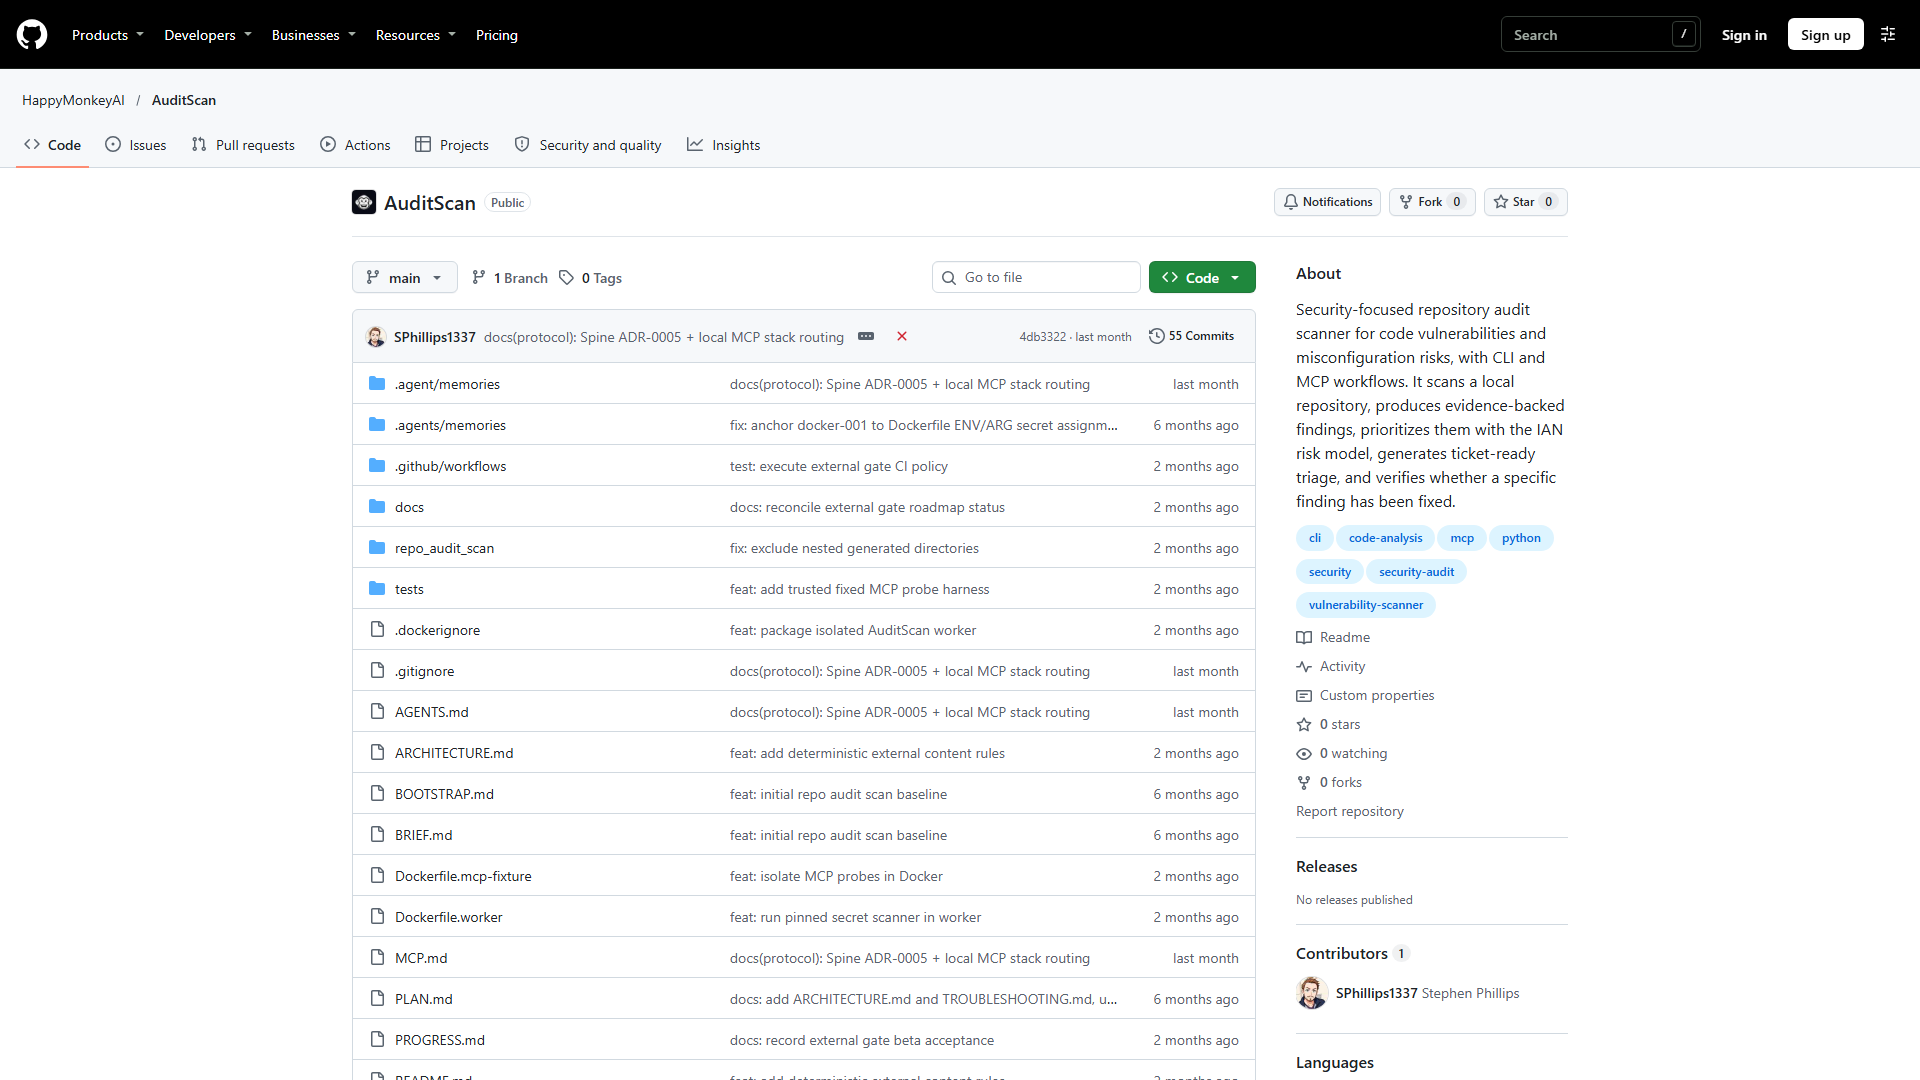 Products
Developers
Businesses
Resources
Pricing
Search
/
Sign in
Sign up
HappyMonkeyAI / AuditScan
Code
Issues
Pull requests
Actions
Projects
Security and quality
Insights
AuditScan Public
Notifications
Fork 0
Star 0
main
1 Branch
0 Tags
Go to file
Code
SPhillips1337 docs(protocol): Spine ADR-0005 + local MCP stack routing 4db3322 · last month 55 Commits
.agent/memories docs(protocol): Spine ADR-0005 + local MCP stack routing last month
.agents/memories fix: anchor docker-001 to Dockerfile ENV/ARG secret assignm... 6 months ago
.github/workflows test: execute external gate CI policy 2 months ago
docs docs: reconcile external gate roadmap status 2 months ago
repo_audit_scan fix: exclude nested generated directories 2 months ago
tests feat: add trusted fixed MCP probe harness 2 months ago
.dockerignore feat: package isolated AuditScan worker 2 months ago
.gitignore docs(protocol): Spine ADR-0005 + local MCP stack routing last month
AGENTS.md docs(protocol): Spine ADR-0005 + local MCP stack routing last month
ARCHITECTURE.md feat: add deterministic external content rules 2 months ago
BOOTSTRAP.md feat: initial repo audit scan baseline 6 months ago
BRIEF.md feat: initial repo audit scan baseline 6 months ago
Dockerfile.mcp-fixture feat: isolate MCP probes in Docker 2 months ago
Dockerfile.worker feat: run pinned secret scanner in worker 2 months ago
MCP.md docs(protocol): Spine ADR-0005 + local MCP stack routing last month
PLAN.md docs: add ARCHITECTURE.md and TROUBLESHOOTING.md, u... 6 months ago
PROGRESS.md docs: record external gate beta acceptance 2 months ago
README.md feat: add deterministic external content rules 2 months ago
About
Security-focused repository audit
scanner for code vulnerabilities and
misconfiguration risks, with CLI and
MCP workflows. It scans a local
repository, produces evidence-backed
findings, prioritizes them with the IAN
risk model, generates ticket-ready
triage, and verifies whether a specific
finding has been fixed.
cli code-analysis mcp python
security security-audit
vulnerability-scanner
Readme
Activity
Custom properties
0 stars
0 watching
0 forks
Report repository
Releases
No releases published
Contributors 1
SPhillips1337 Stephen Phillips
Languages